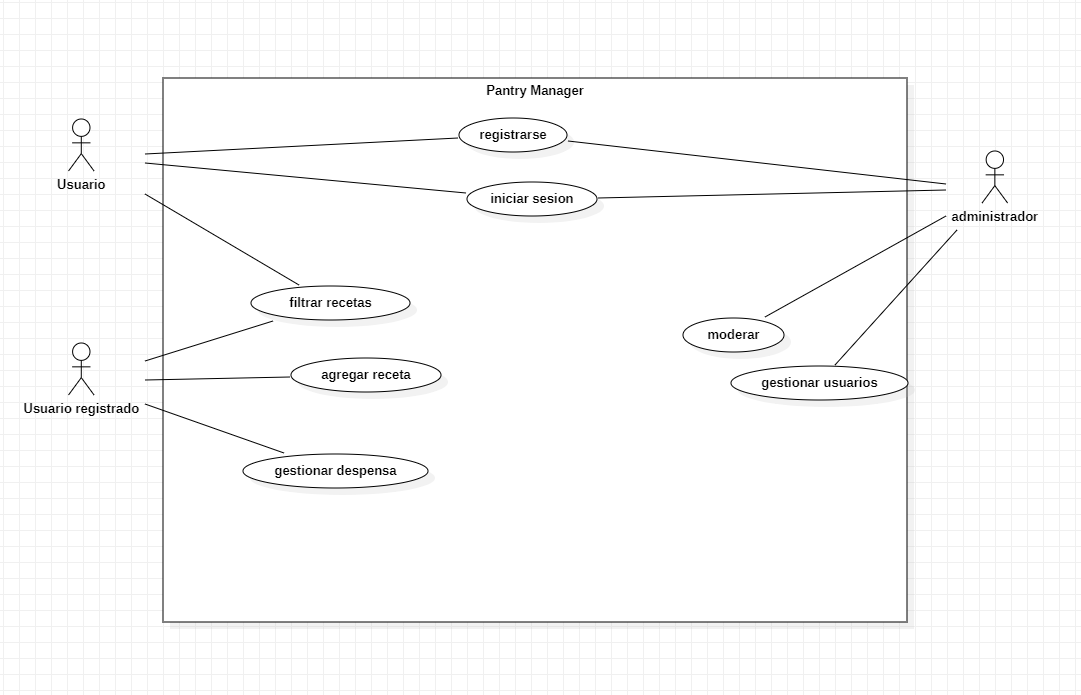 Pantry Manager
registrarse
Usuario
iniciar sesion
administrador
filtrar recetas
moderar
agregar receta
gestionar usuarios
Usuario registrado
gestionar despensa